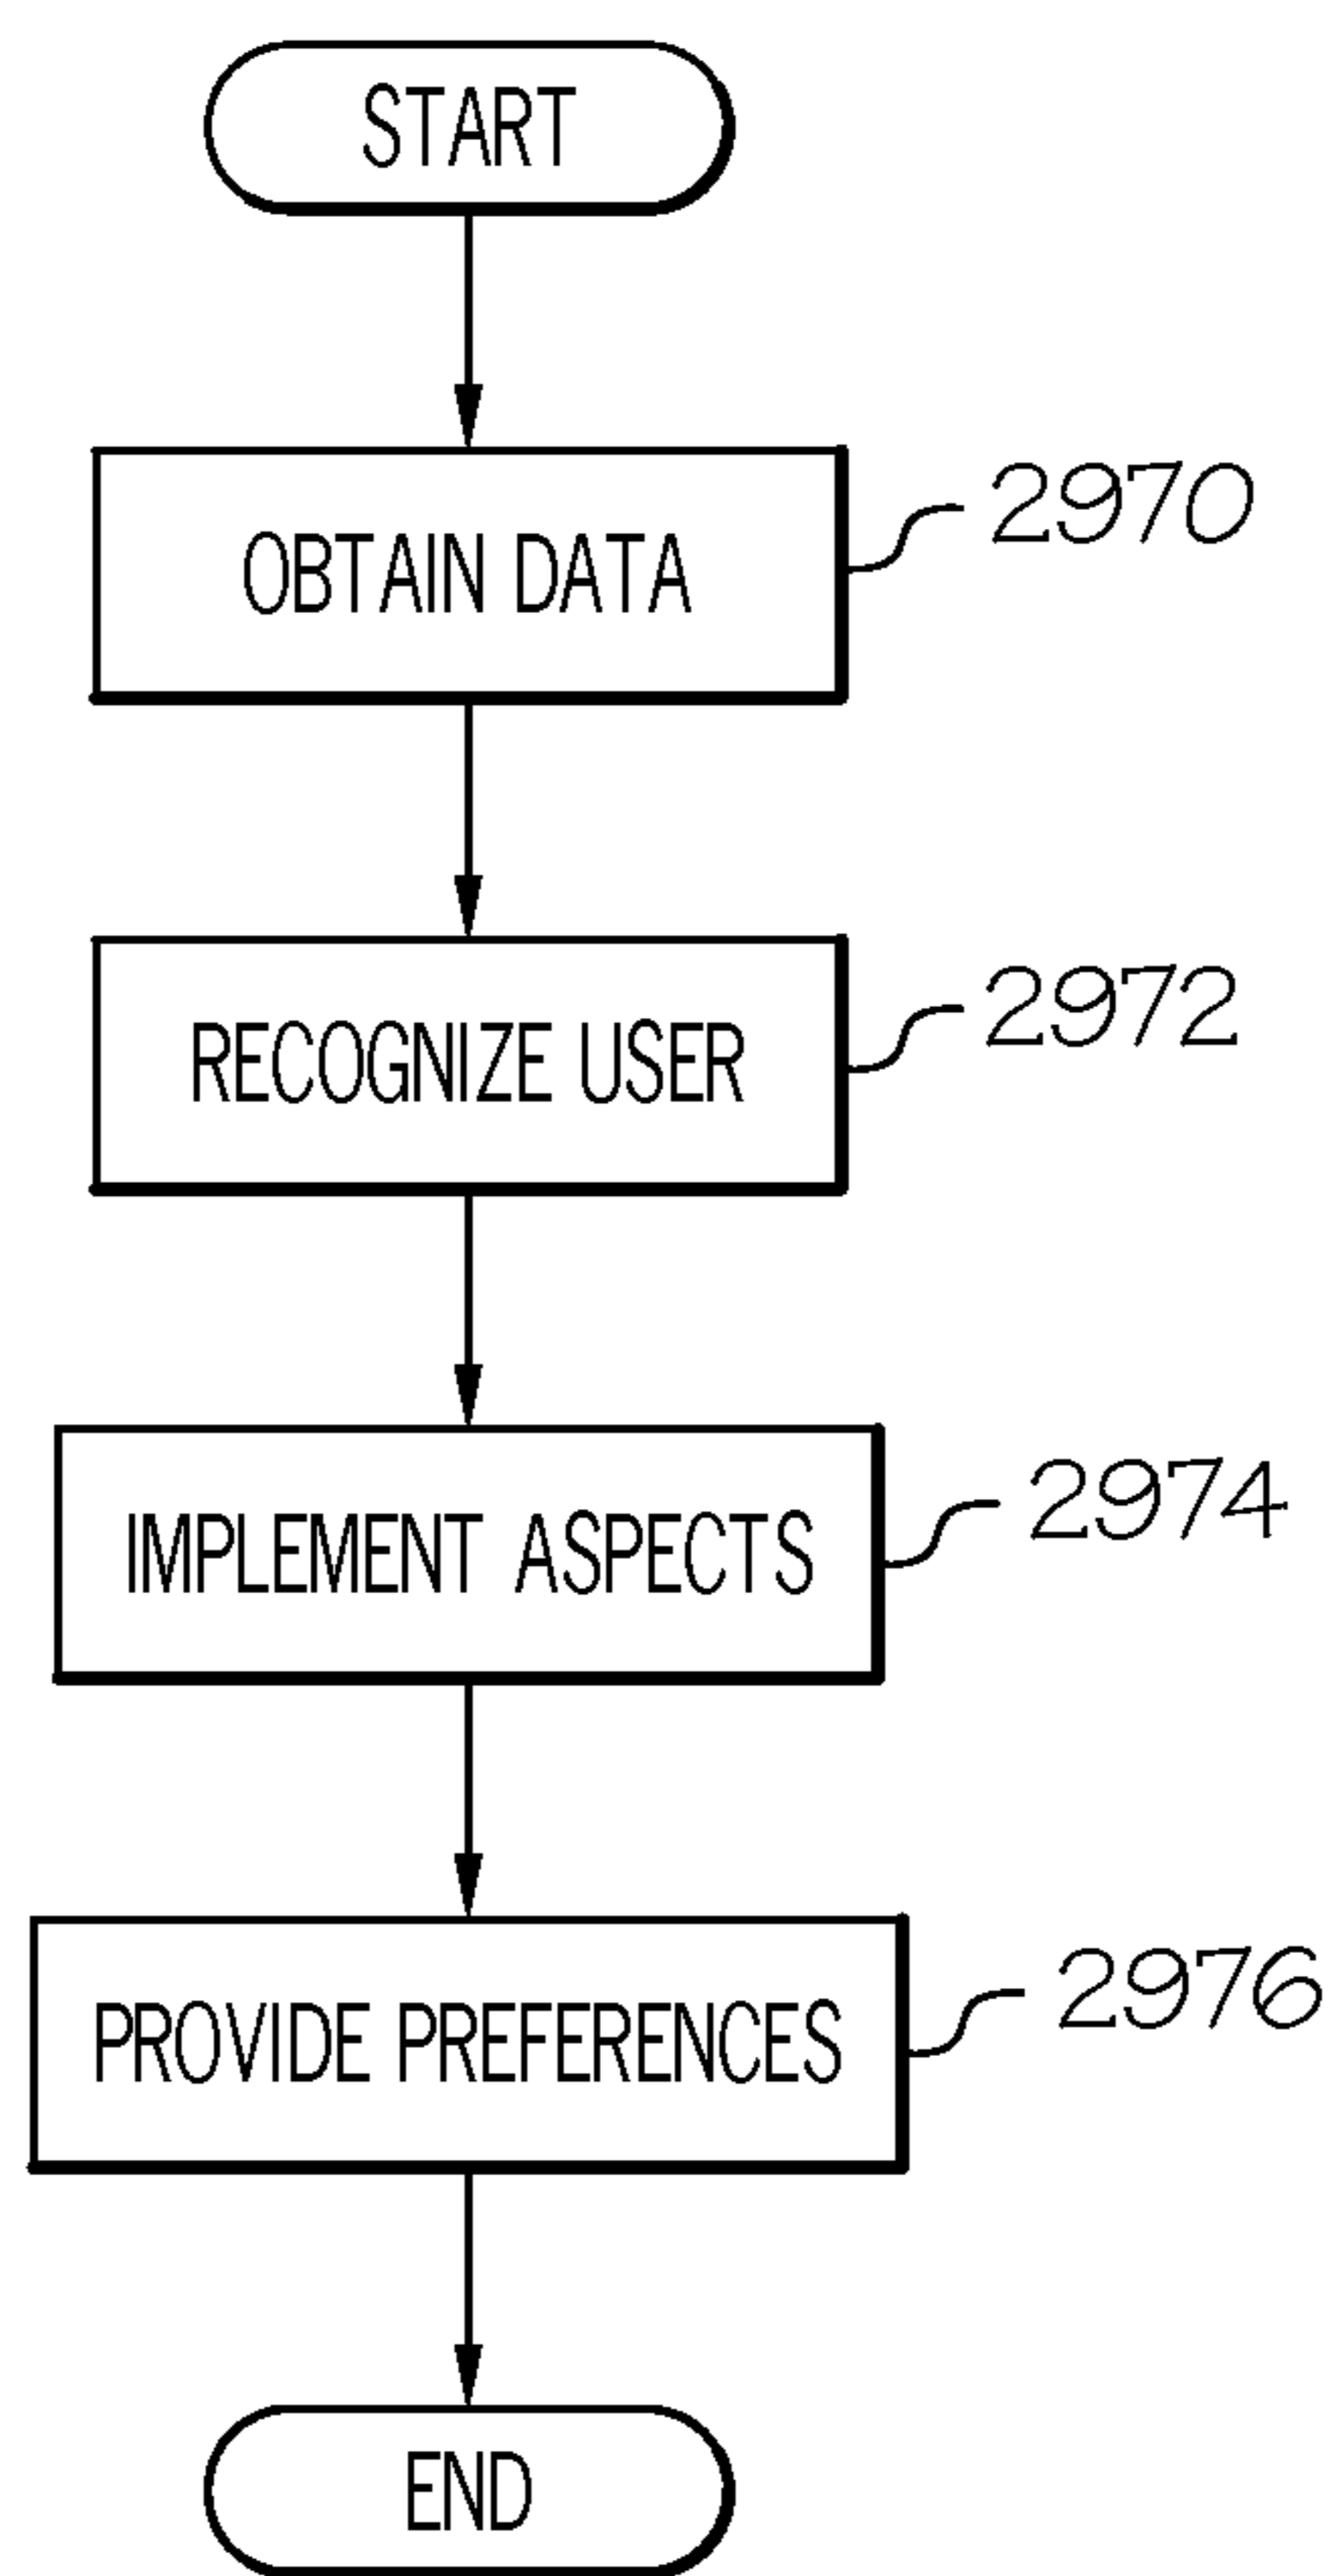 START
OBTAIN DATA
2970
RECOGNIZE USER
2972
IMPLEMENT ASPECTS
2974
PROVIDE PREFERENCES
2976
END